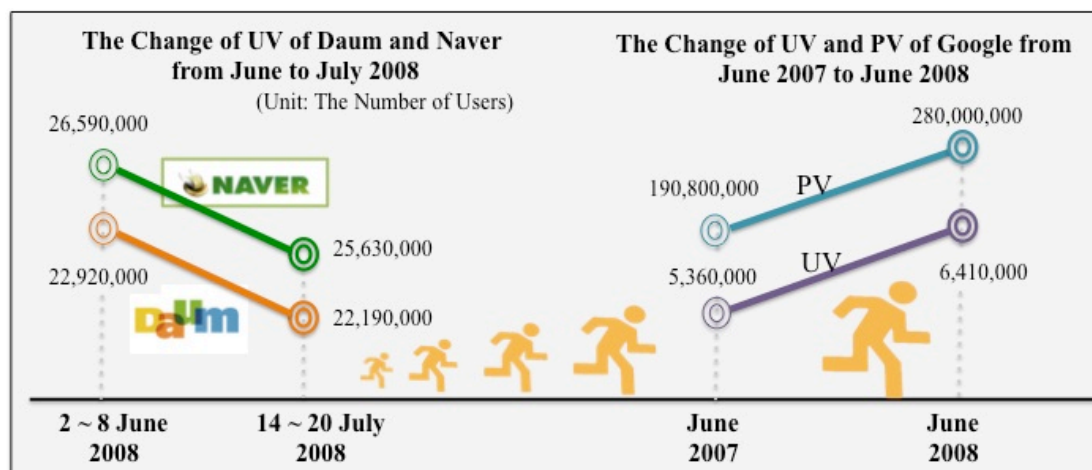 The Change of UV of Daum and Naver
from June to July 2008
(Unit: The Number of Users)
26,590,000
NAVER
25,630,000
22,920,000
Daum
22,190,000
2 ~ 8 June
2008
14 ~ 20 July
2008
The Change of UV and PV of Google from
June 2007 to June 2008
280,000,000
190,800,000
PV
5,360,000
UV
6,410,000
June
2007
June
2008